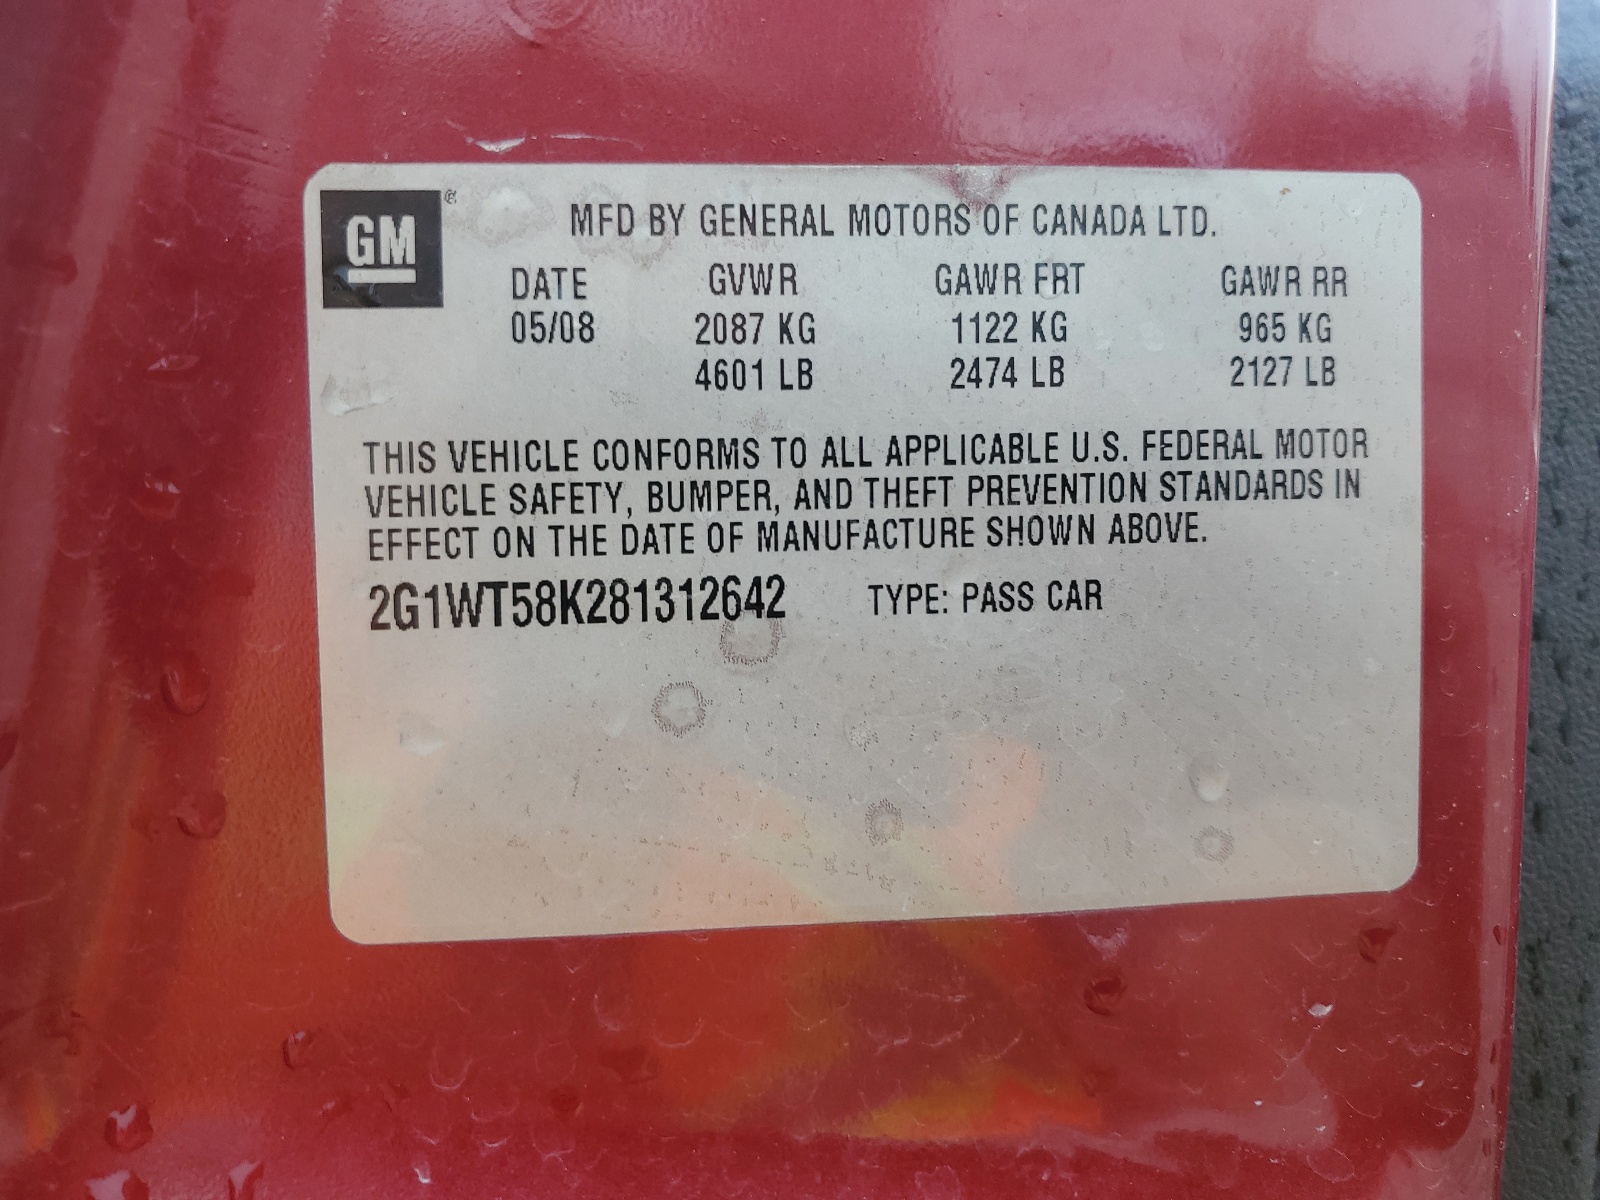 GM®
MFD BY GENERAL MOTORS OF CANADA LTD.
DATE GVWR GAWR FRT GAWR RR
05/08 2087 KG 1122 KG 965 KG
4601 LB 2474 LB 2127 LB
THIS VEHICLE CONFORMS TO ALL APPLICABLE U.S. FEDERAL MOTOR
VEHICLE SAFETY, BUMPER, AND THEFT PREVENTION STANDARDS IN
EFFECT ON THE DATE OF MANUFACTURE SHOWN ABOVE.
2G1WT58K281312642 TYPE: PASS CAR